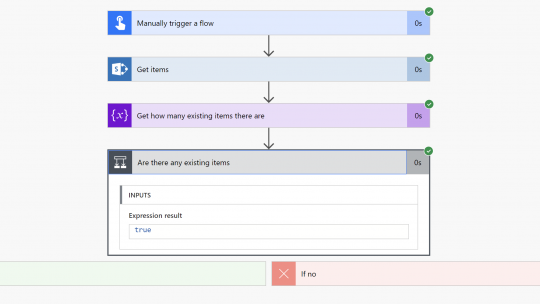 Manually trigger a flow
0s
S
Get items
0s
{x}
Get how many existing items there are
0s
Are there any existing items
0s
INPUTS
Expression result
true
If no